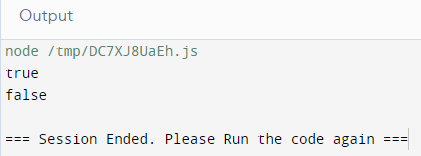 Output
node /tmp/DC7XJ8UaEh.js
true
false
=== Session Ended. Please Run the code again ===